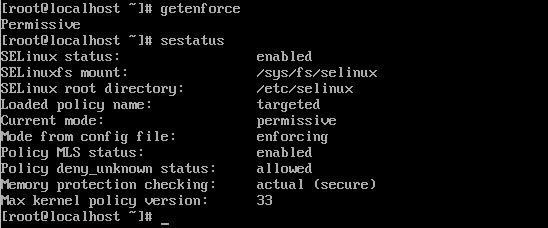 [root@localhost ~]# getenforce
Permissive
[root@localhost ~]# sestatus
SELinux status:                 enabled
SELinuxfs mount:                /sys/fs/selinux
SELinux root directory:         /etc/selinux
Loaded policy name:             targeted
Current mode:                   permissive
Mode from config file:          enforcing
Policy MLS status:              enabled
Policy deny_unknown status:     allowed
Memory protection checking:     actual (secure)
Max kernel policy version:      33
[root@localhost ~]# _